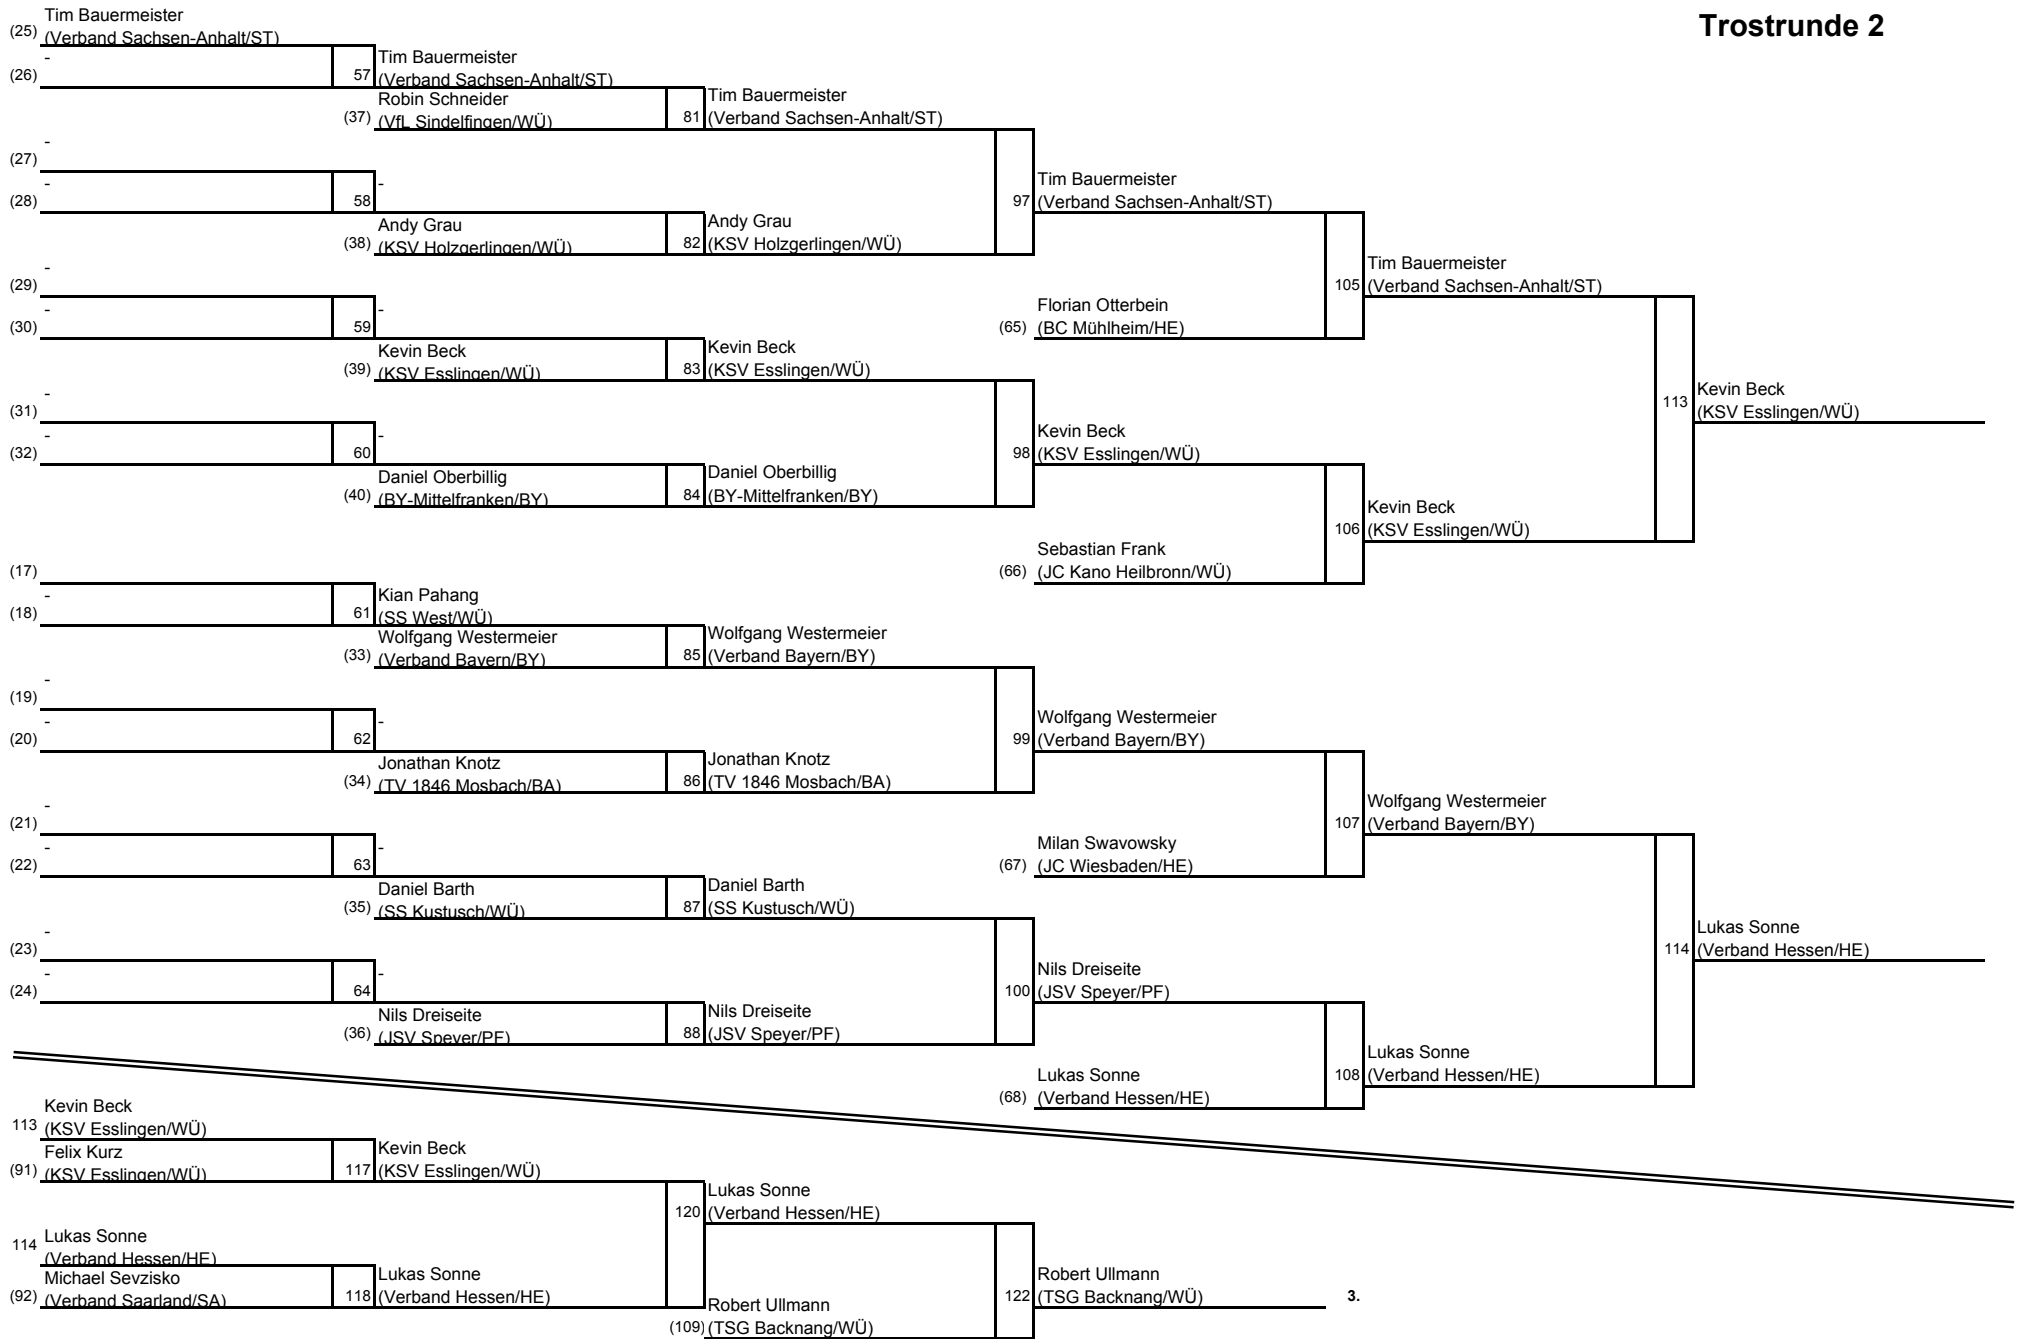 Trostrunde 2
Tim Bauermeister
(25) (Verband Sachsen-Anhalt/ST)
-
(26)
57
Tim Bauermeister
(Verband Sachsen-Anhalt/ST)
Robin Schneider
(37) (VfL Sindelfingen/WÜ)
81
Tim Bauermeister
(Verband Sachsen-Anhalt/ST)
-
(27)
-
(28)
58
-
Andy Grau
(38) (KSV Holzgerlingen/WÜ)
82
Andy Grau
(KSV Holzgerlingen/WÜ)
97
Tim Bauermeister
(Verband Sachsen-Anhalt/ST)
-
(29)
-
(30)
59
-
Kevin Beck
(39) (KSV Esslingen/WÜ)
83
Kevin Beck
(KSV Esslingen/WÜ)
Florian Otterbein
(65) (BC Mühlheim/HE)
105
Tim Bauermeister
(Verband Sachsen-Anhalt/ST)
-
(31)
-
(32)
60
-
Daniel Oberbillig
(40) (BY-Mittelfranken/BY)
84
Daniel Oberbillig
(BY-Mittelfranken/BY)
98
Kevin Beck
(KSV Esslingen/WÜ)
Sebastian Frank
(66) (JC Kano Heilbronn/WÜ)
106
Kevin Beck
(KSV Esslingen/WÜ)
113
Kevin Beck
(KSV Esslingen/WÜ)
(17)
-
(18)
61
Kian Pahang
(SS West/WÜ)
Wolfgang Westermeier
(33) (Verband Bayern/BY)
85
Wolfgang Westermeier
(Verband Bayern/BY)
-
(19)
-
(20)
62
-
Jonathan Knotz
(34) (TV 1846 Mosbach/BA)
86
Jonathan Knotz
(TV 1846 Mosbach/BA)
99
Wolfgang Westermeier
(Verband Bayern/BY)
-
(21)
-
(22)
63
-
Daniel Barth
(35) (SS Kustusch/WÜ)
87
Daniel Barth
(SS Kustusch/WÜ)
Milan Swavowsky
(67) (JC Wiesbaden/HE)
107
Wolfgang Westermeier
(Verband Bayern/BY)
-
(23)
-
(24)
64
-
Nils Dreiseite
(36) (JSV Speyer/PF)
88
Nils Dreiseite
(JSV Speyer/PF)
100
Nils Dreiseite
(JSV Speyer/PF)
Lukas Sonne
(68) (Verband Hessen/HE)
108
Lukas Sonne
(Verband Hessen/HE)
114
Lukas Sonne
(Verband Hessen/HE)
Kevin Beck
113 (KSV Esslingen/WÜ)
Felix Kurz
(91) (KSV Esslingen/WÜ)
117
Kevin Beck
(KSV Esslingen/WÜ)
114 Lukas Sonne
(Verband Hessen/HE)
Michael Sevzisko
(92) (Verband Saarland/SA)
118
Lukas Sonne
(Verband Hessen/HE)
120
Lukas Sonne
(Verband Hessen/HE)
Robert Ullmann
(109) (TSG Backnang/WÜ)
122
Robert Ullmann
(TSG Backnang/WÜ)
3.